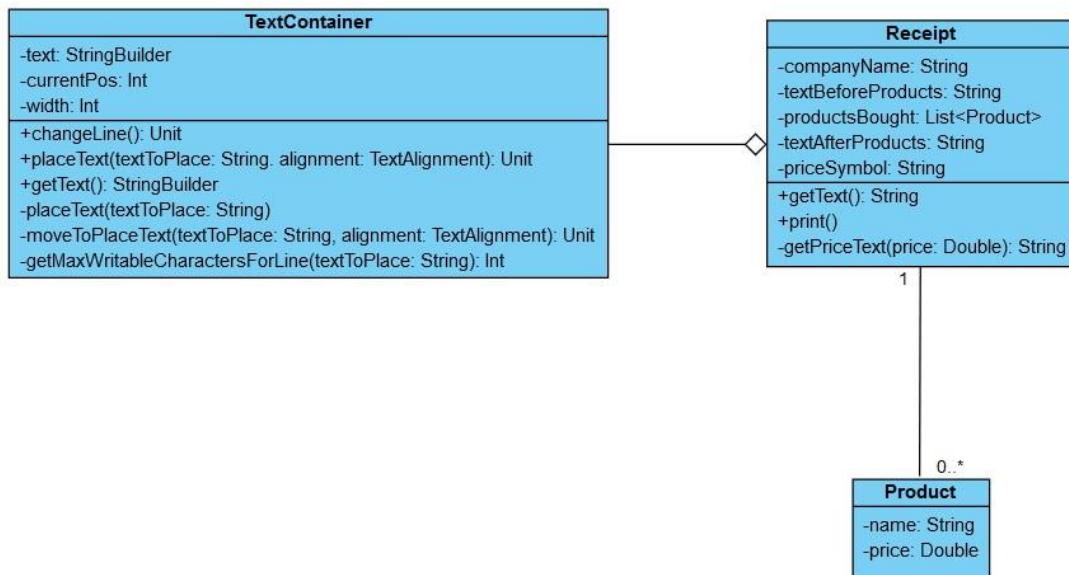 TextContainer
-text: StringBuilder
-currentPos: Int
-width: Int
+changeLine(): Unit
+placeText(textToPlace: String. alignment: TextAlignment): Unit
+getText(): StringBuilder
-placeText(textToPlace: String)
-moveToPlaceText(textToPlace: String, alignment: TextAlignment): Unit
-getMaxWritableCharactersForLine(textToPlace: String): Int
Receipt
-companyName: String
-textBeforeProducts: String
-productsBought: List<Product>
-textAfterProducts: String
-priceSymbol: String
+getText(): String
+print()
-getPriceText(price: Double): String
1
0..*
Product
-name: String
-price: Double